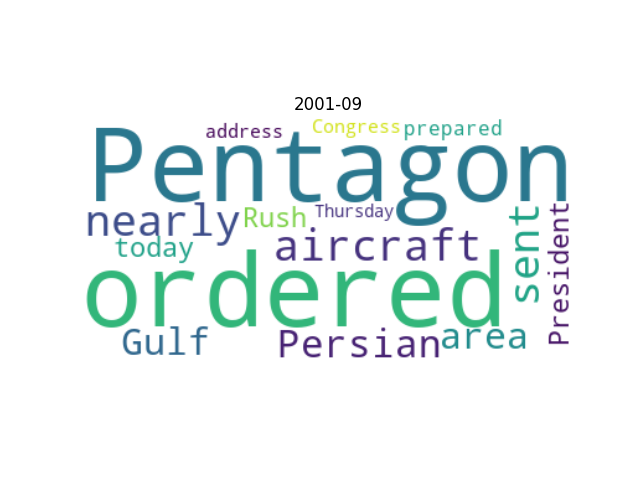 2001-09
address Congress prepared
Pentagon
nearly Rush Thursday
today aircraft sent President
ordered
Gulf Persian area